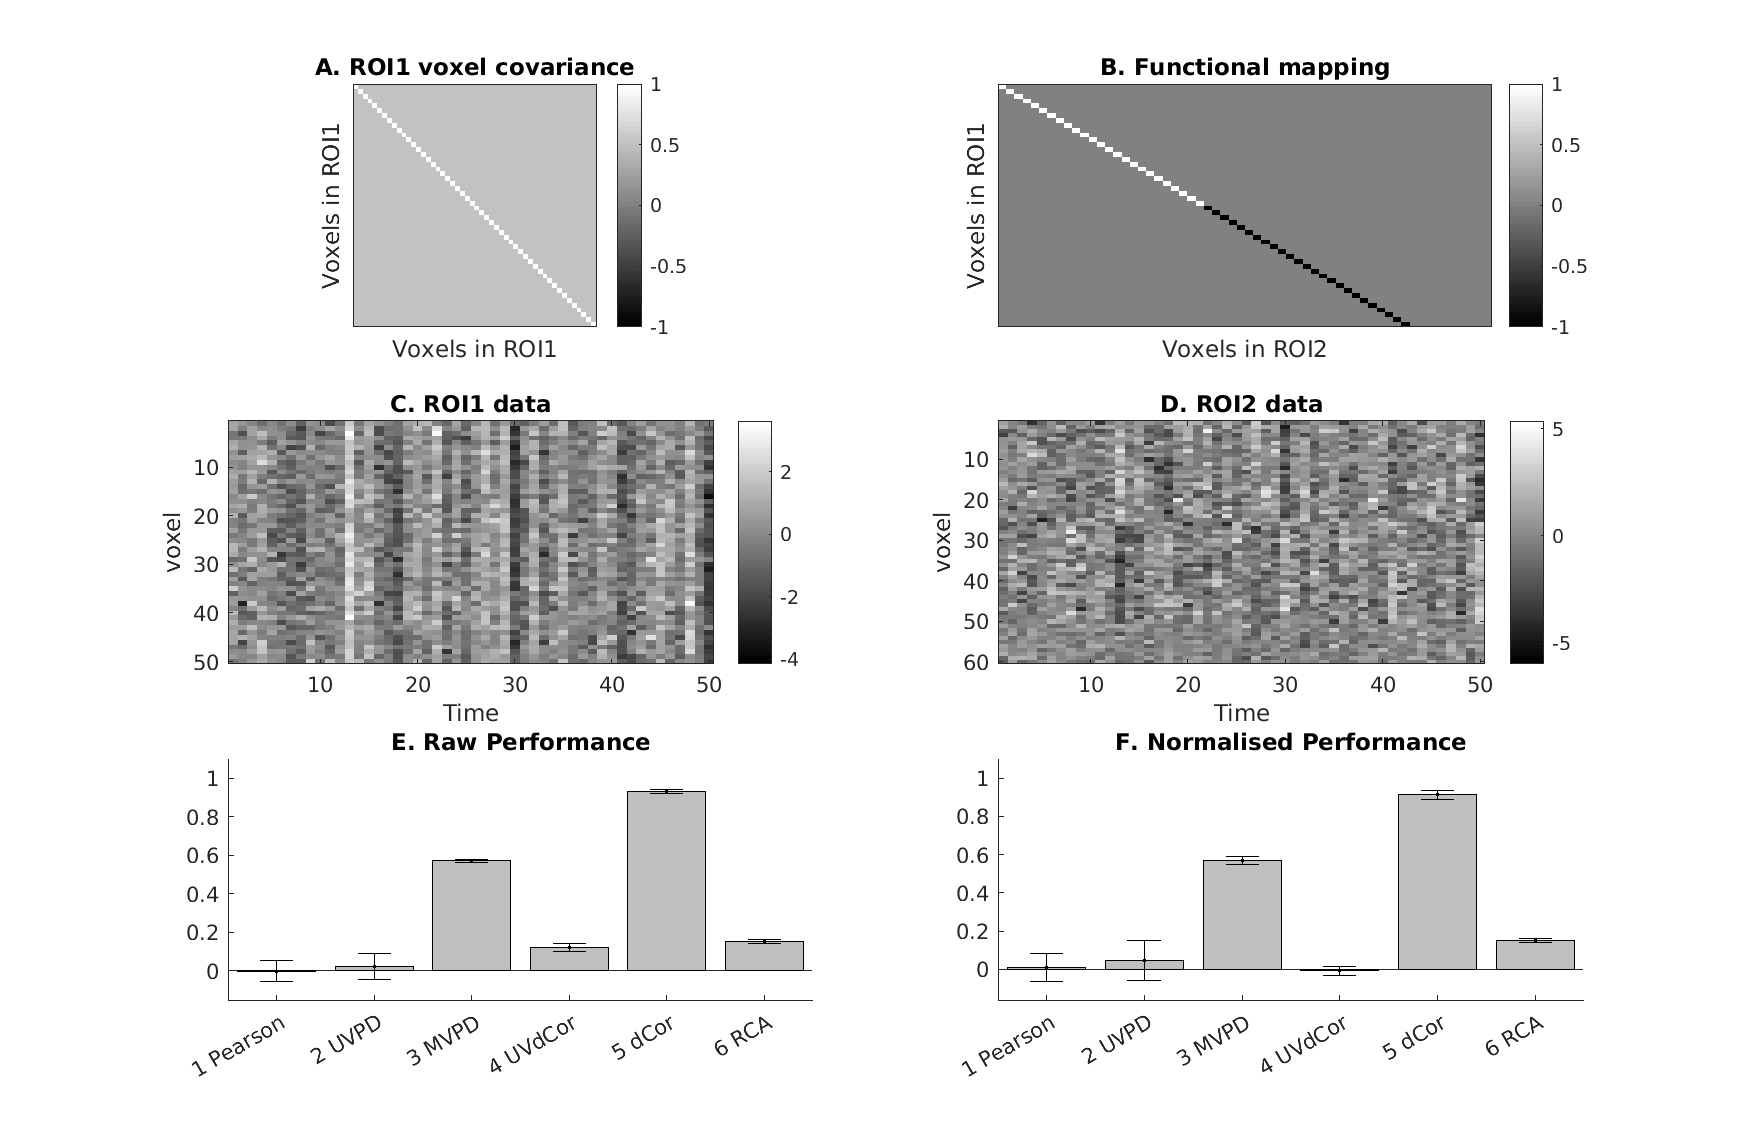 A. ROI1 voxel covariance
Voxels in ROI1
Voxels in ROI1
1
0.5
0
-0.5
-1
B. Functional mapping
Voxels in ROI1
Voxels in ROI2
1
0.5
0
-0.5
-1
C. ROI1 data
voxel
10
20
30
40
50
10 20 30 40 50
Time
2
0
-2
-4
D. ROI2 data
voxel
10
20
30
40
50
60
10 20 30 40 50
Time
5
0
-5
E. Raw Performance
1
0.8
0.6
0.4
0.2
0
1 Pearson
2 UVPD
3 MVPD
4 UVdCor
5 dCor
6 RCA
F. Normalised Performance
1
0.8
0.6
0.4
0.2
0
1 Pearson
2 UVPD
3 MVPD
4 UVdCor
5 dCor
6 RCA